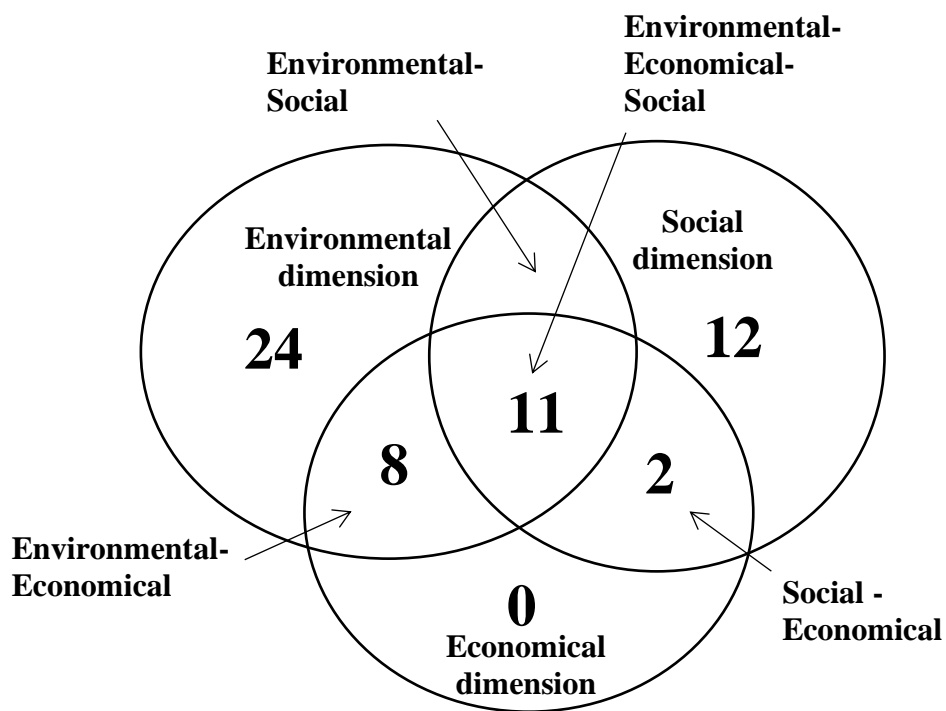 Environmental-
Economical-
Social
Environmental-
Social
Environmental
dimension
Social
dimension
24
12
11
8
2
Environmental-
Economical
0
Economical
dimension
Social -
Economical